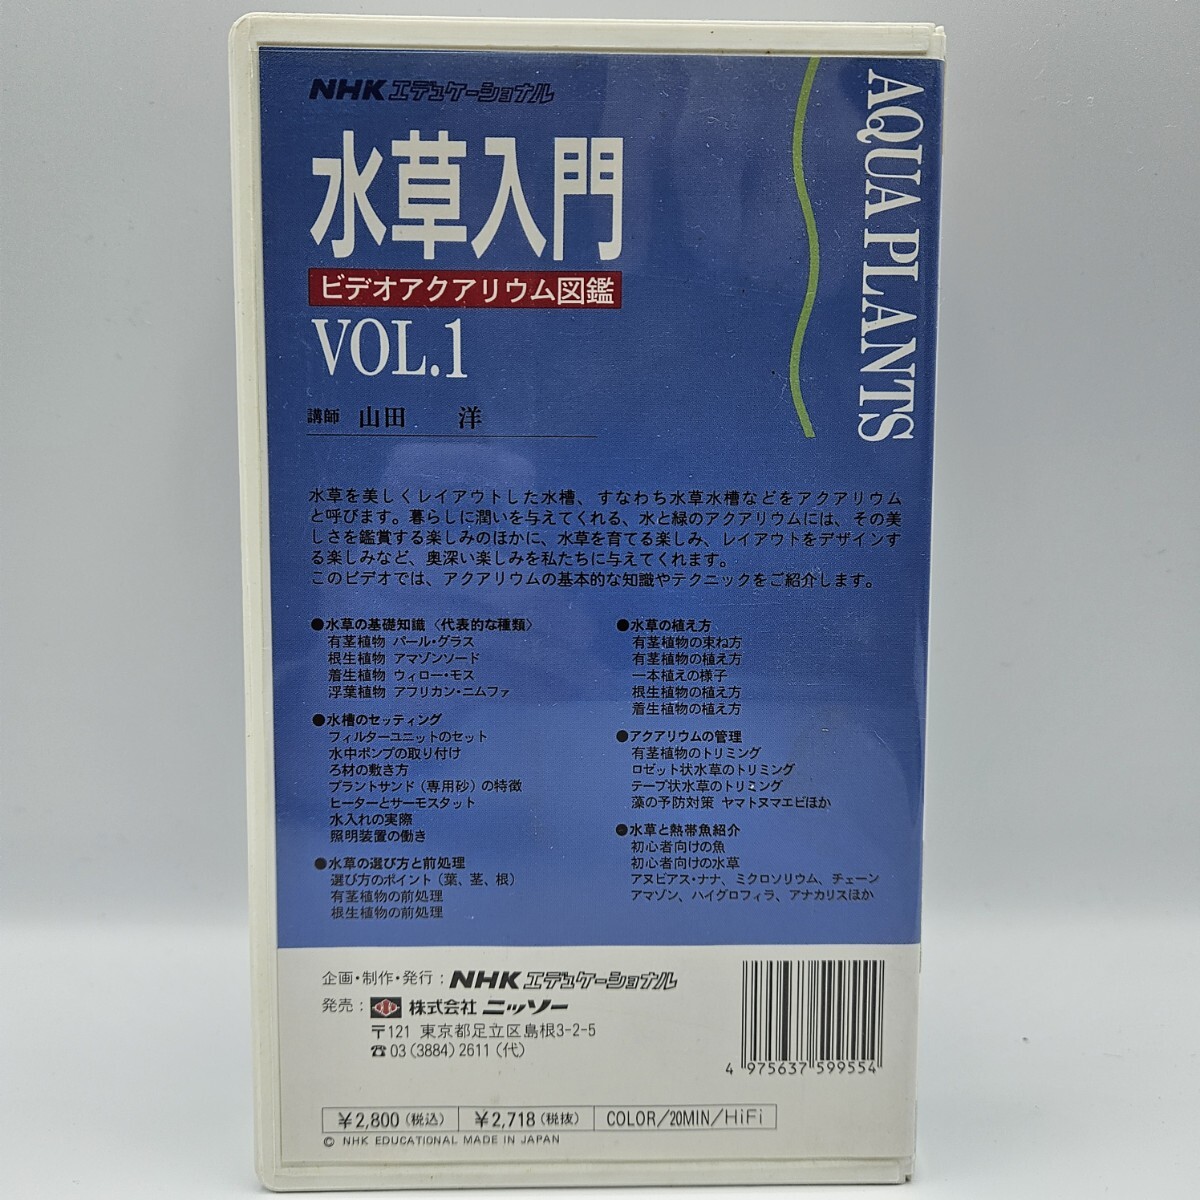 NHK エデュケーショナル
水草入門
ビデオアクアリウム図鑑
VOL.1
講師 山田 洋
AQUA PLANTS
水草を美しくレイアウトした水槽、すなわち水草水槽などをアクアリウム
と呼びます。暮らしに潤いを与えてくれる、水と緑のアクアリウムには、その美
しさを鑑賞する楽しみのほかに、水草を育てる楽しみ、レイアウトをデザインす
る楽しみなど、奥深い楽しみを私たちに与えてくれます。
このビデオでは、アクアリウムの基本的な知識やテクニックをご紹介します。
●水草の基礎知識〈代表的な種類〉
有茎植物 パール・グラス
根生植物 アマゾンソード
着生植物 ウィロー・モス
浮葉植物 アフリカン・ニムファ
●水槽のセッティング
フィルターユニットのセット
水中ポンプの取り付け
ろ材の敷き方
プラントサンド（専用砂）の特徴
ヒーターとサーモスタット
水入れの実際
照明装置の働き
●水草の選び方と前処理
選び方のポイント（葉、茎、根）
有茎植物の前処理
根生植物の前処理
●水草の植え方
有茎植物の束ね方
有茎植物の植え方
一本植えの様子
根生植物の植え方
着生植物の植え方
●アクアリウムの管理
有茎植物のトリミング
ロゼット状水草のトリミング
テープ状水草のトリミング
藻の予防対策 ヤマトヌマエビほか
●水草と熱帯魚紹介
初心者向けの魚
初心者向けの水草
アヌビアス・ナナ、ミクロソリウム、チェーン
アマゾン、ハイグロフィラ、アナカリスほか
企画・制作・発行：NHK エデュケーショナル
発売：株式会社 ニッソー
〒121 東京都足立区島根3-2-5
☎03(3884)2611(代)
4 975637 599554
¥2,800（税込） ¥2,718（税抜） COLOR/20MIN/HiFi
© NHK EDUCATIONAL MADE IN JAPAN